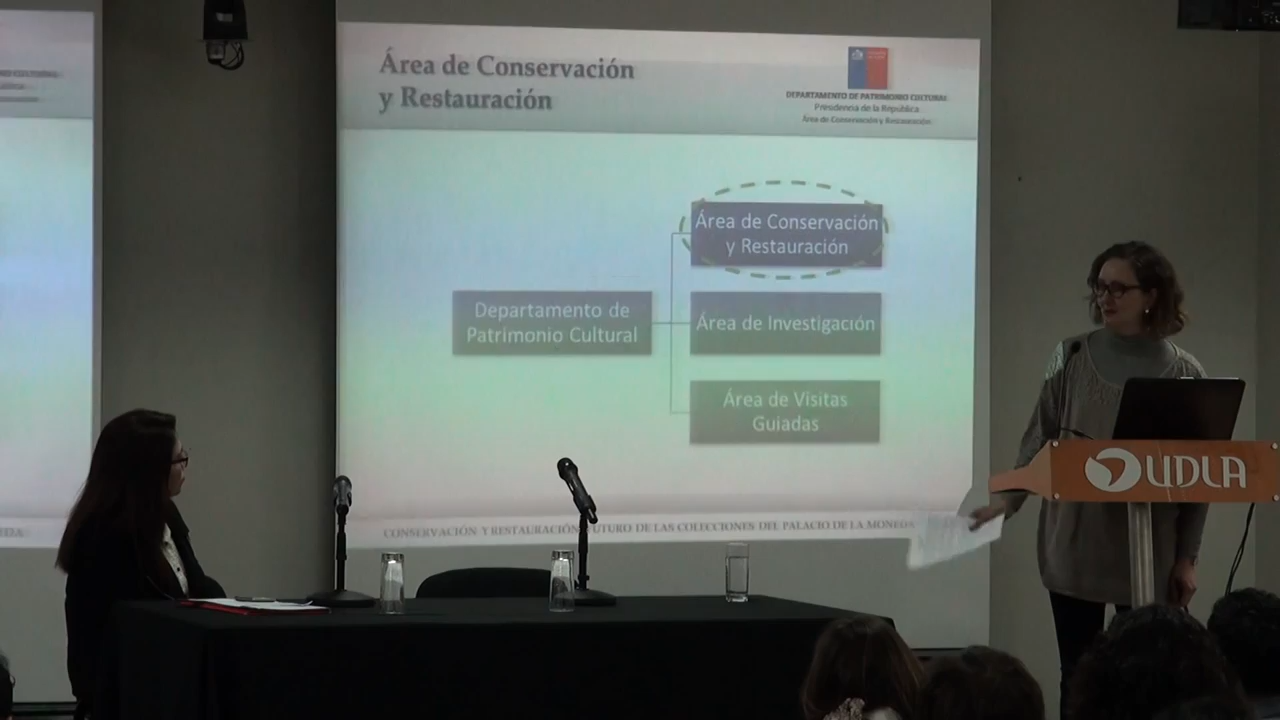 Área de Conservación
y Restauración
DEPARTAMENTO DE PATRIMONIO CULTURAL
Presidencia de la República
Área de Conservación y Restauración
Área de Conservación
y Restauración
Departamento de
Patrimonio Cultural
Área de Investigación
Área de Visitas
Guiadas
CONSERVACIÓN Y RESTAURACIÓN FUTURO DE LAS COLECCIONES DEL PALACIO DE LA MONEDA
UDLA